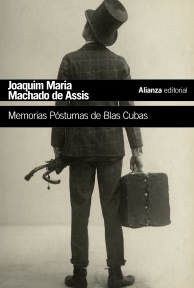 Joaquim Maria
Machado de Assis
Alianza editorial
Memorias Póstumas de Blas Cubas